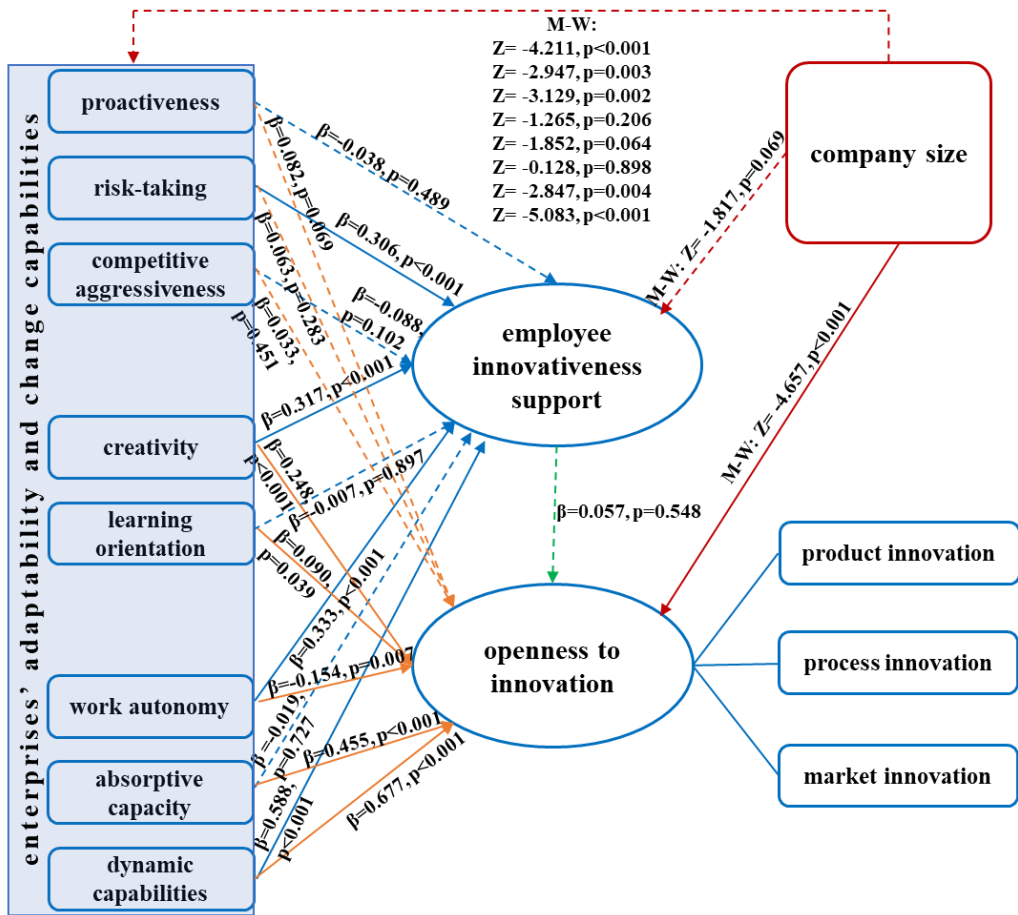 M-W:
Z= -4.211, p<0.001
Z= -2.947, p=0.003
Z= -3.129, p=0.002
Z= -1.265, p=0.206
Z= -1.852, p=0.064
Z= -0.128, p=0.898
Z= -2.847, p=0.004
Z= -5.083, p<0.001
enterprises’ adaptability and change capabilities
proactiveness
risk-taking
competitive
aggressiveness
creativity
learning
orientation
work autonomy
absorptive
capacity
dynamic
capabilities
β=-0.038, p=0.489
β=0.082, p=0.069
β=0.306, p<0.001
β=0.063, p=0.283
β=-0.088,
p=0.102
β=0.033,
p=0.451
β=0.317, p<0.001
β=0.248,
p<0.001
β=-0.007, p=0.897
β=0.090,
p=0.039
β=0.333, p<0.001
β=-0.154, p=0.007
β=-0.019,
p=0.727
β=0.455, p<0.001
β=0.588,
p<0.001
β=0.677, p<0.001
employee
innovativeness
support
β=0.057, p=0.548
openness to
innovation
company size
M-W: Z= -1.817, p=0.069
M-W: Z= -4.657, p<0.001
product innovation
process innovation
market innovation